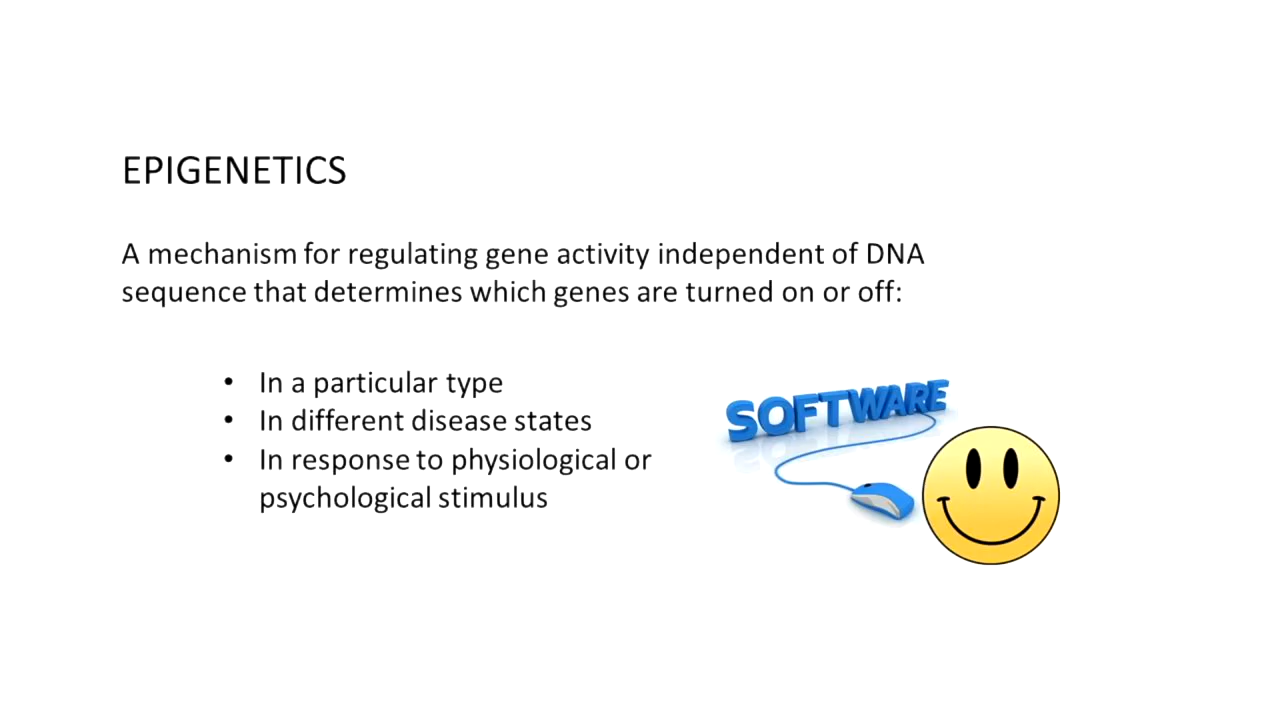 EPIGENETICS
A mechanism for regulating gene activity independent of DNA
sequence that determines which genes are turned on or off:
• In a particular type
• In different disease states
• In response to physiological or
psychological stimulus
SOFTWARE